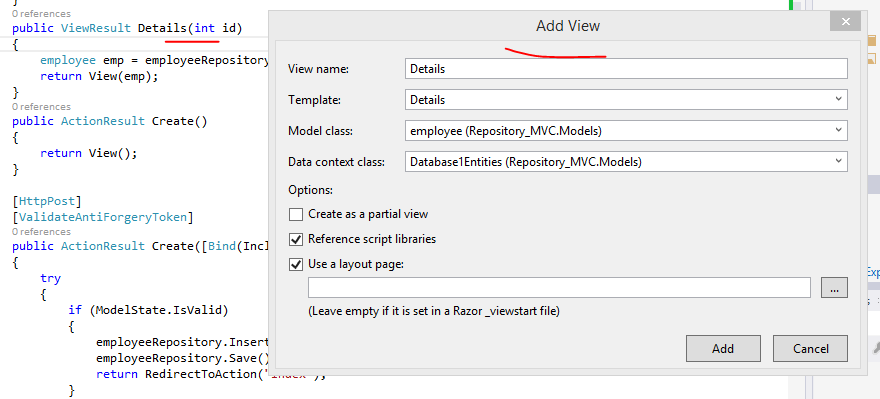 0 references
public ViewResult Details(int id)
{
employee emp = employeeRepository
return View(emp);
}
0 references
public ActionResult Create()
{
return View();
}
[HttpPost]
[ValidateAntiForgeryToken]
0 references
public ActionResult Create([Bind(Incl
{
try
{
if (ModelState.IsValid)
{
employeeRepository.Insert
employeeRepository.Save()
return RedirectToAction("Index");
}
Add View
View name:
Details
Template:
Details
Model class:
employee (Repository_MVC.Models)
Data context class:
Database1Entities (Repository_MVC.Models)
Options:
Create as a partial view
Reference script libraries
Use a layout page:
...
(Leave empty if it is set in a Razor _viewstart file)
Add
Cancel